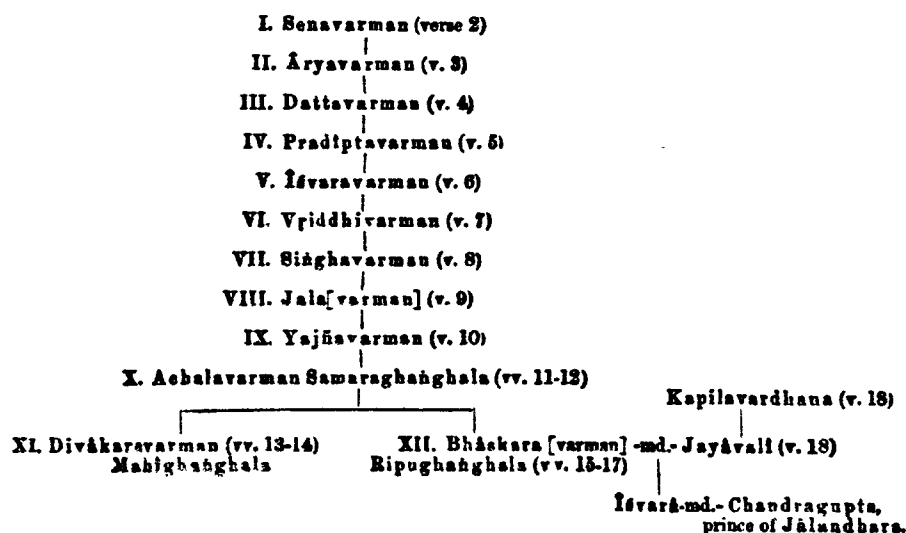 I. Senavarman (verse 2)
II. Âryavarman (v. 3)
III. Dattavarman (v. 4)
IV. Pradîptavarman (v. 5)
V. Îśvaravarman (v. 6)
VI. Vṛiddhivarman (v. 7)
VII. Siṅghavarman (v. 8)
VIII. Jala[varman] (v. 9)
IX. Yajñavarman (v. 10)
X. Achalavarman Samaraghaṅghala (vv. 11-12)
Kapilavardhana (v. 18)
XI. Divâkaravarman (vv. 13-14) XII. Bhâskara [varman] -md.- Jayâvalî (v. 18)
Mahîghaṅghala Ripughaṅghala (vv. 15-17)
Îśvarâ-md.- Chandragupta,
prince of Jâlandhara.